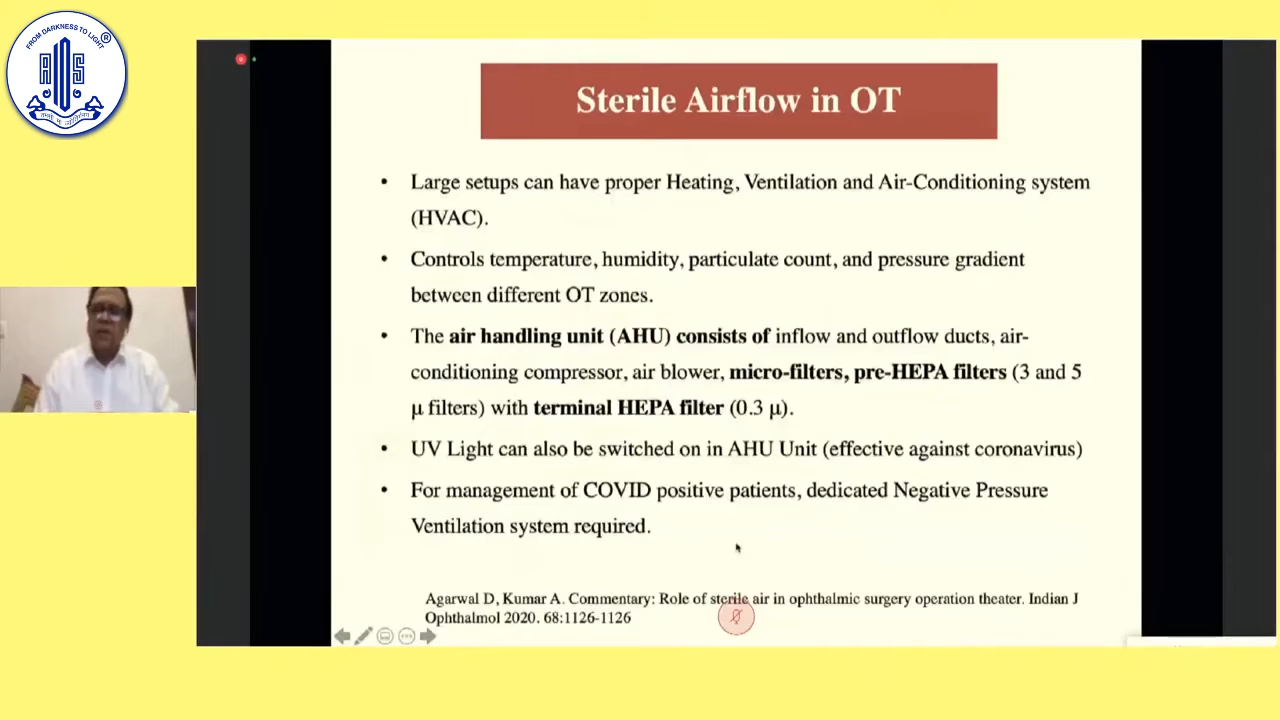 FROM DARKNESS TO LIGHT
R
AIOS
Sterile Airflow in OT
• Large setups can have proper Heating, Ventilation and Air-Conditioning system
(HVAC).
• Controls temperature, humidity, particulate count, and pressure gradient
between different OT zones.
• The air handling unit (AHU) consists of inflow and outflow ducts, air-
conditioning compressor, air blower, micro-filters, pre-HEPA filters (3 and 5
μ filters) with terminal HEPA filter (0.3 μ).
• UV Light can also be switched on in AHU Unit (effective against coronavirus)
• For management of COVID positive patients, dedicated Negative Pressure
Ventilation system required.
Agarwal D, Kumar A. Commentary: Role of sterile air in ophthalmic surgery operation theater. Indian J
Ophthalmol 2020. 68:1126-1126